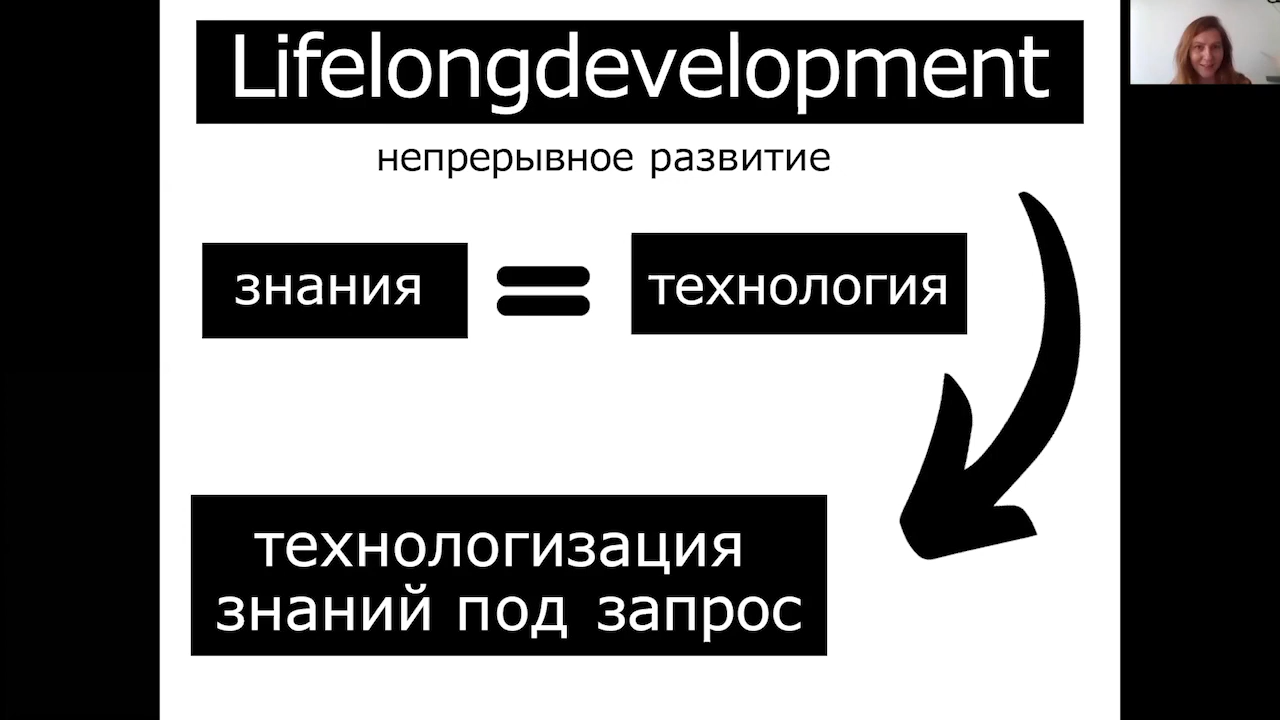 Lifelongdevelopment
непрерывное развитие
знания = технология
технологизация
знаний под запрос